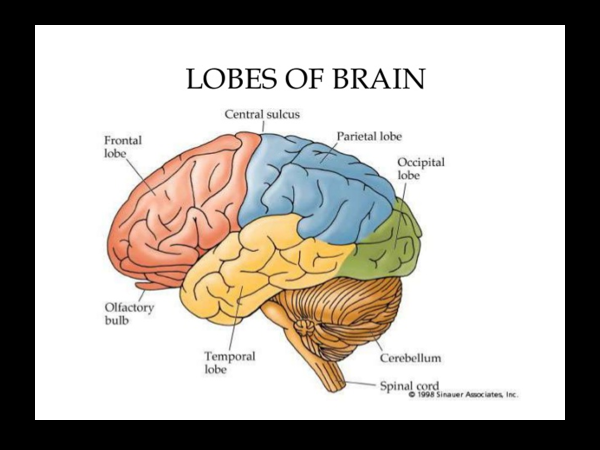 LOBES OF BRAIN
Central sulcus
Frontal
lobe
Parietal lobe
Occipital
lobe
Olfactory
bulb
Temporal
lobe
Cerebellum
Spinal cord
© 1998 Sinauer Associates, Inc.